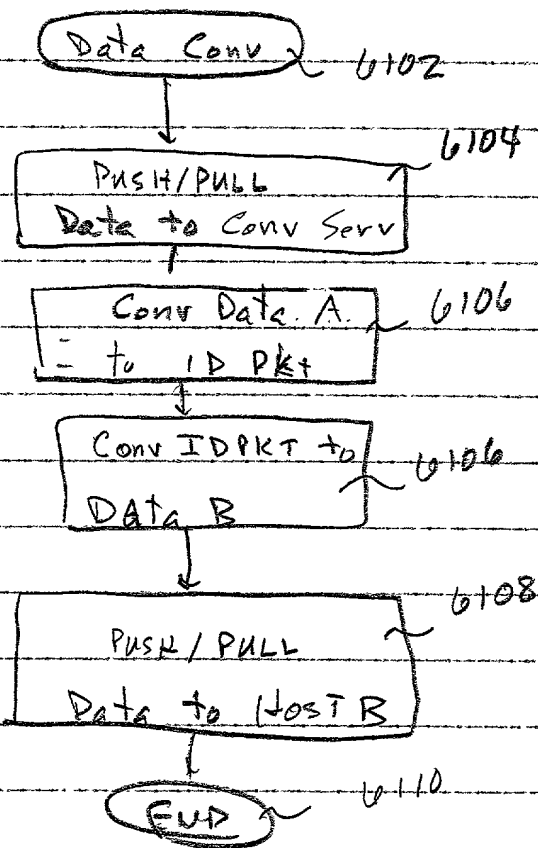 Data Conv
6102
6104
PUSH/PULL
Data to Conv Serv
Conv Data. A.
6106
to ID Pkt
Conv IDPKT to
6106
Data B
6108
PUSH/PULL
Data to HOST B
6110
END